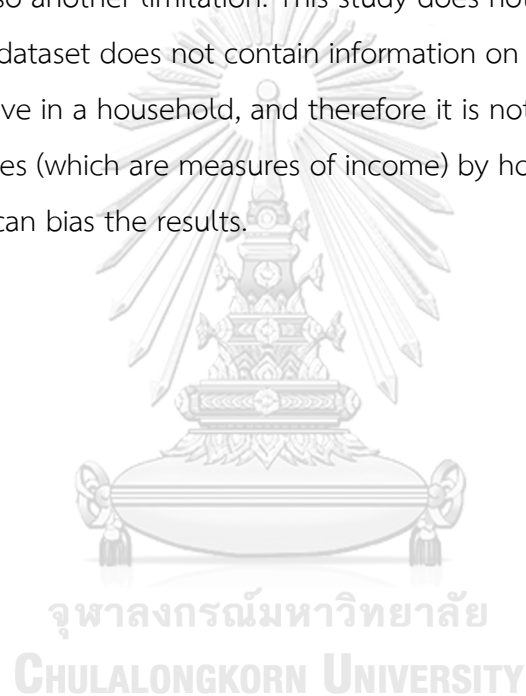 so another limitation. This study does not
dataset does not contain information on
ve in a household, and therefore it is not
es (which are measures of income) by ho
can bias the results.
จุฬาลงกรณ์มหาวิทยาลัย
CHULALONGKORN UNIVERSITY